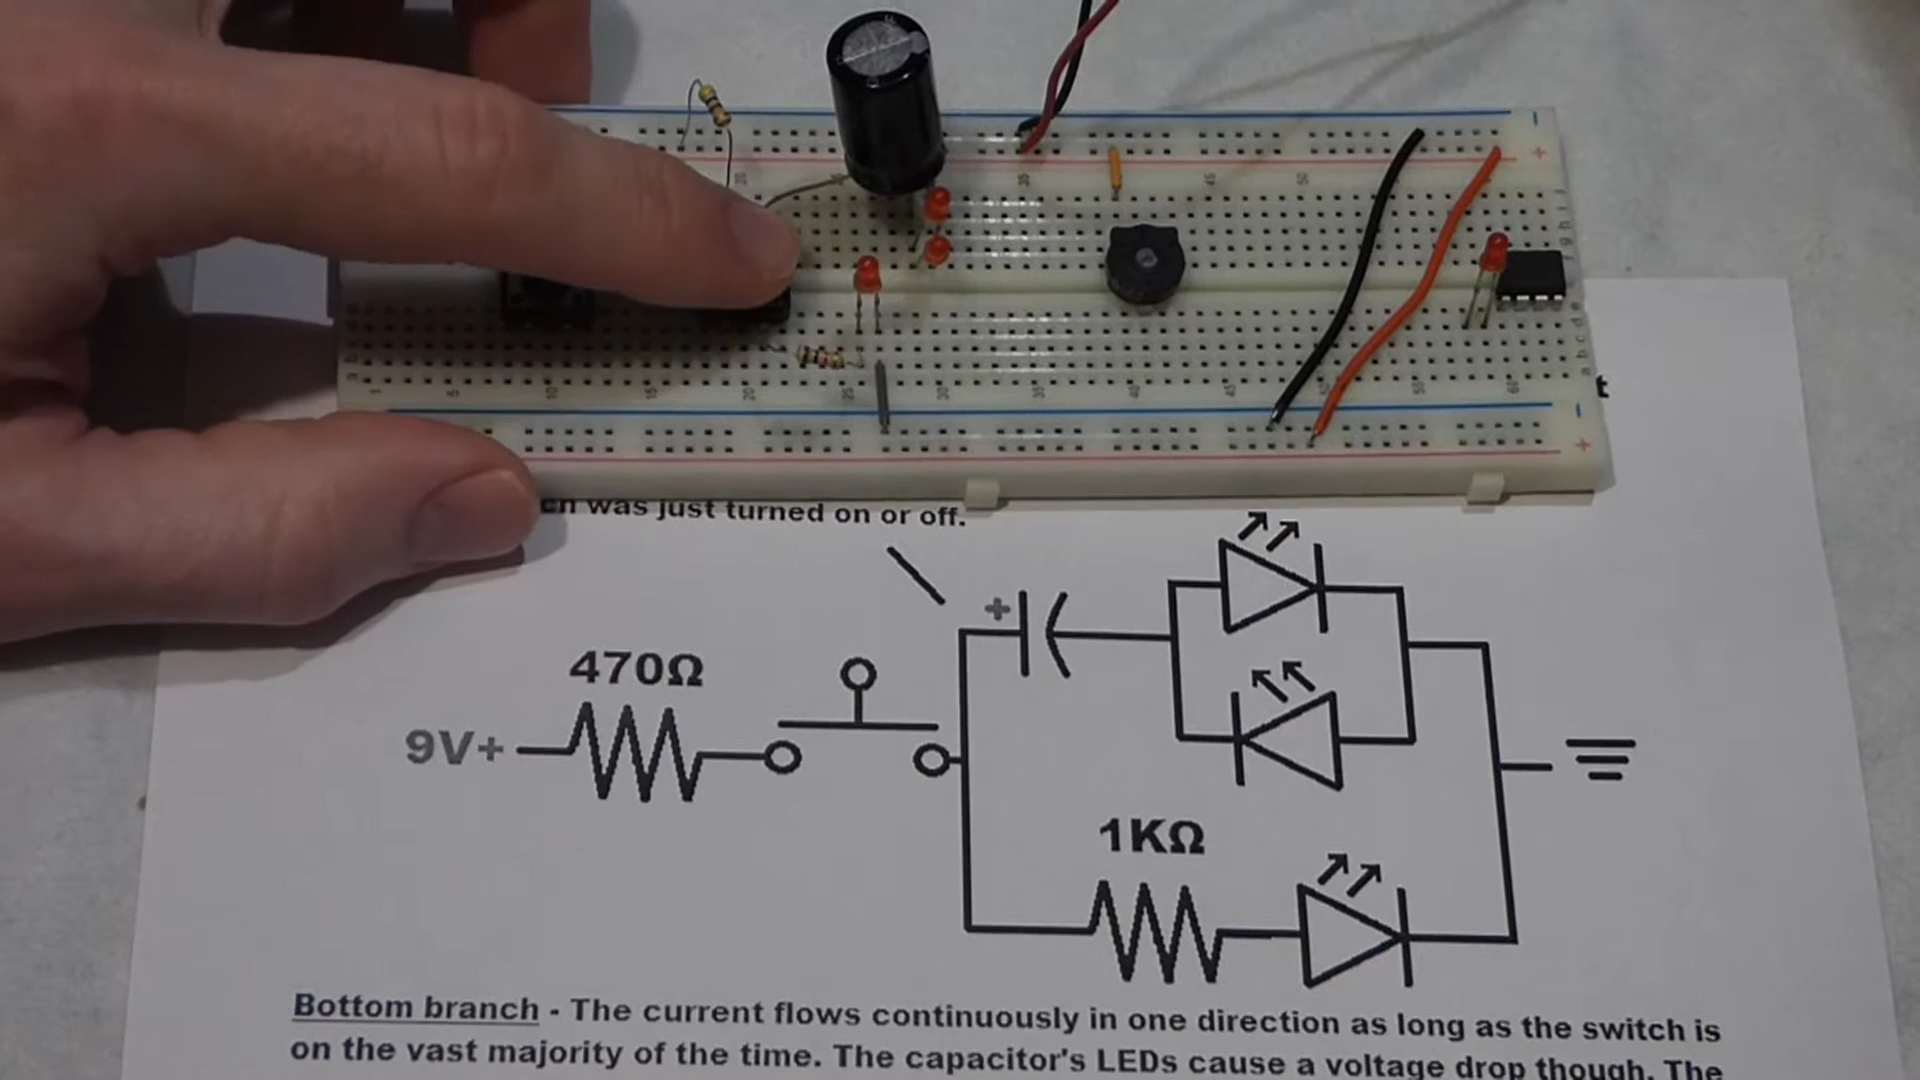 was just turned on or off.
+
470Ω
9V+
1KΩ
Bottom branch - The current flows continuously in one direction as long as the switch is
on the vast majority of the time. The capacitor's LEDs cause a voltage drop though. The